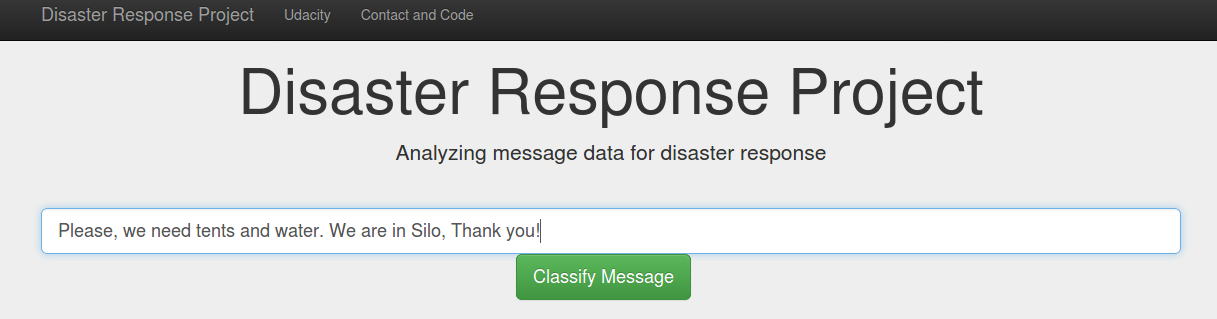 Disaster Response Project Udacity Contact and Code
Disaster Response Project
Analyzing message data for disaster response
Please, we need tents and water. We are in Silo, Thank you!
Classify Message